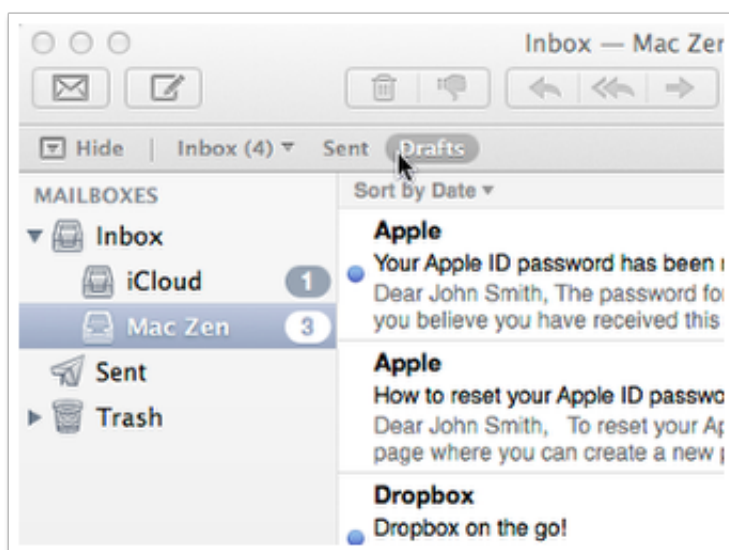 Inbox — Mac Zen
Hide | Inbox (4) Sent Drafts
MAILBOXES
Sort by Date
Inbox
iCloud 1
Mac Zen 3
Sent
Trash
Apple
Your Apple ID password has been
Dear John Smith, The password for
you believe you have received this
Apple
How to reset your Apple ID passwo
Dear John Smith, To reset your Ap
page where you can create a new
Dropbox
Dropbox on the go!